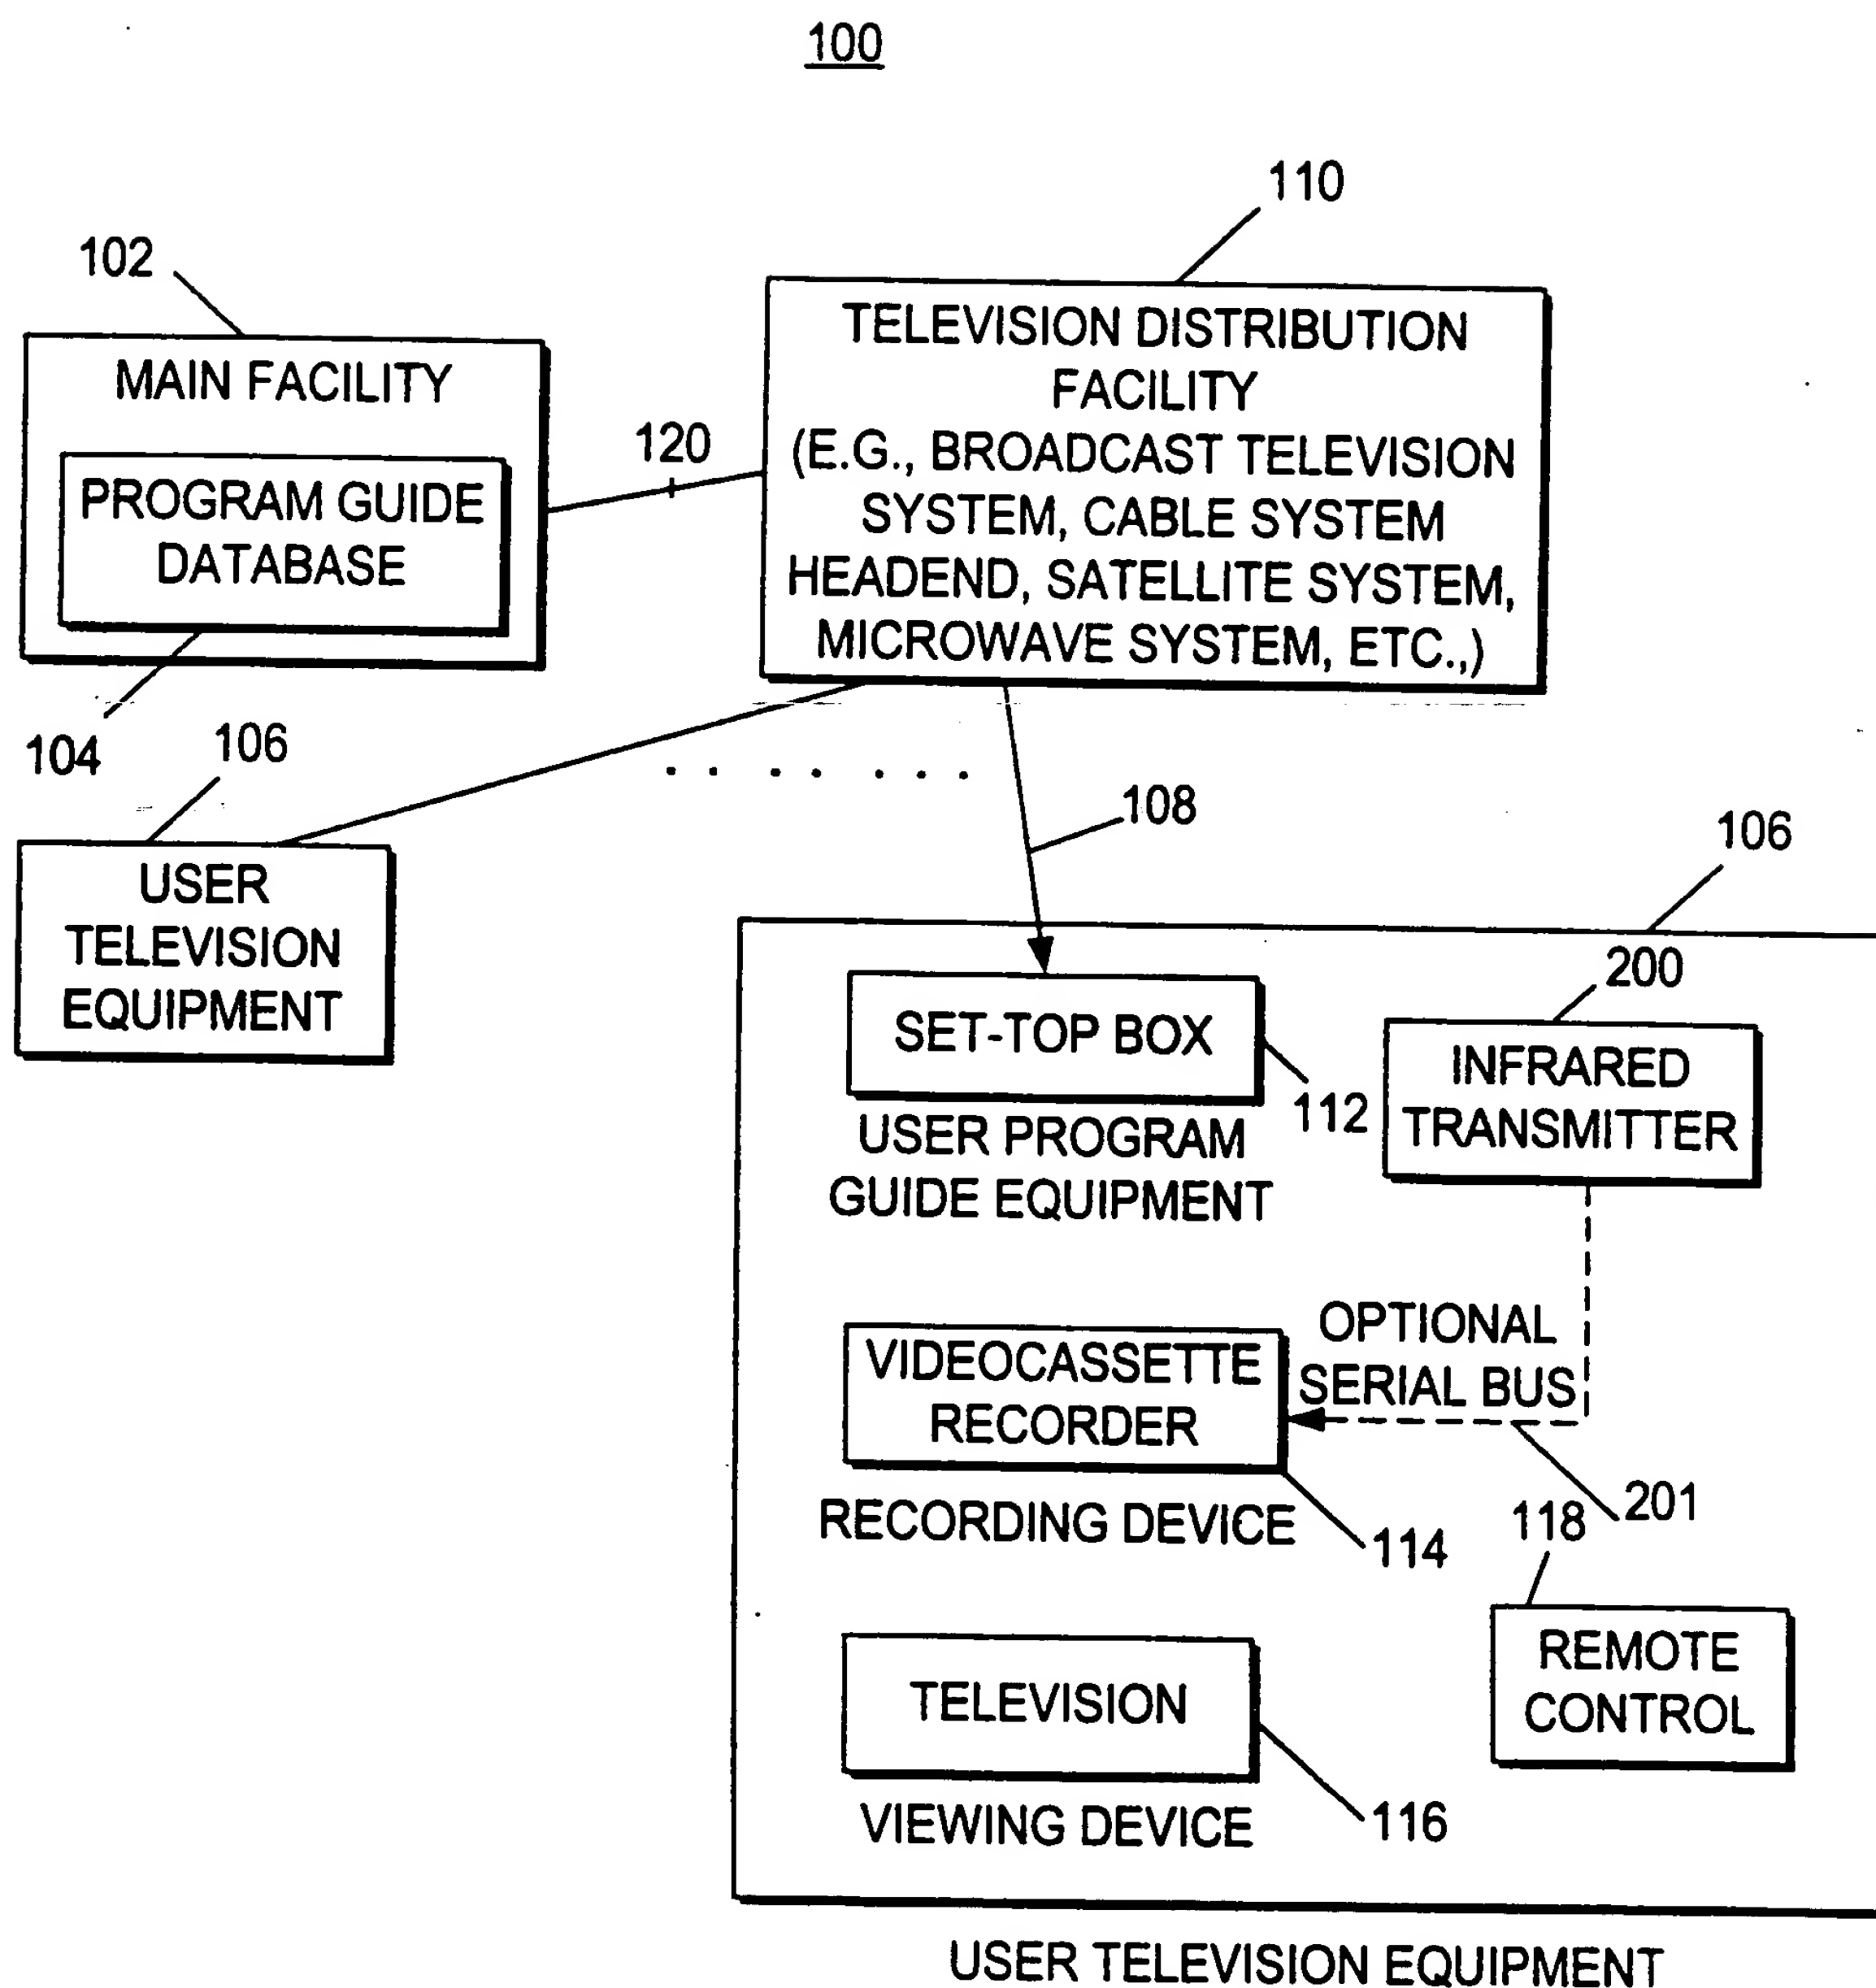 100
110
102
TELEVISION DISTRIBUTION
FACILITY
(E.G., BROADCAST TELEVISION
SYSTEM, CABLE SYSTEM
HEADEND, SATELLITE SYSTEM,
MICROWAVE SYSTEM, ETC.,)
MAIN FACILITY
120
PROGRAM GUIDE
DATABASE
104
106
108
106
USER
TELEVISION
EQUIPMENT
200
SET-TOP BOX
112
INFRARED
TRANSMITTER
USER PROGRAM
GUIDE EQUIPMENT
OPTIONAL
SERIAL BUS
VIDEOCASSETTE
RECORDER
201
RECORDING DEVICE
114
118
REMOTE
CONTROL
TELEVISION
116
VIEWING DEVICE
USER TELEVISION EQUIPMENT